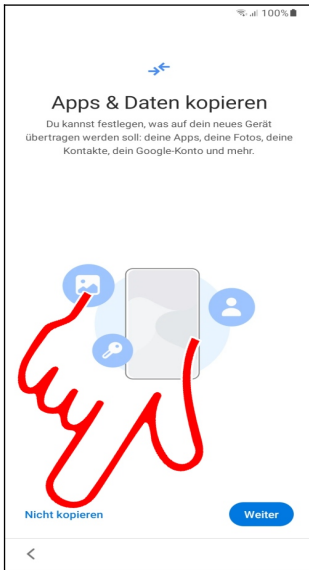 100%
Apps & Daten kopieren
Du kannst festlegen, was auf dein neues Gerät
übertragen werden soll: deine Apps, deine Fotos, deine
Kontakte, dein Google-Konto und mehr.
Nicht kopieren
Weiter